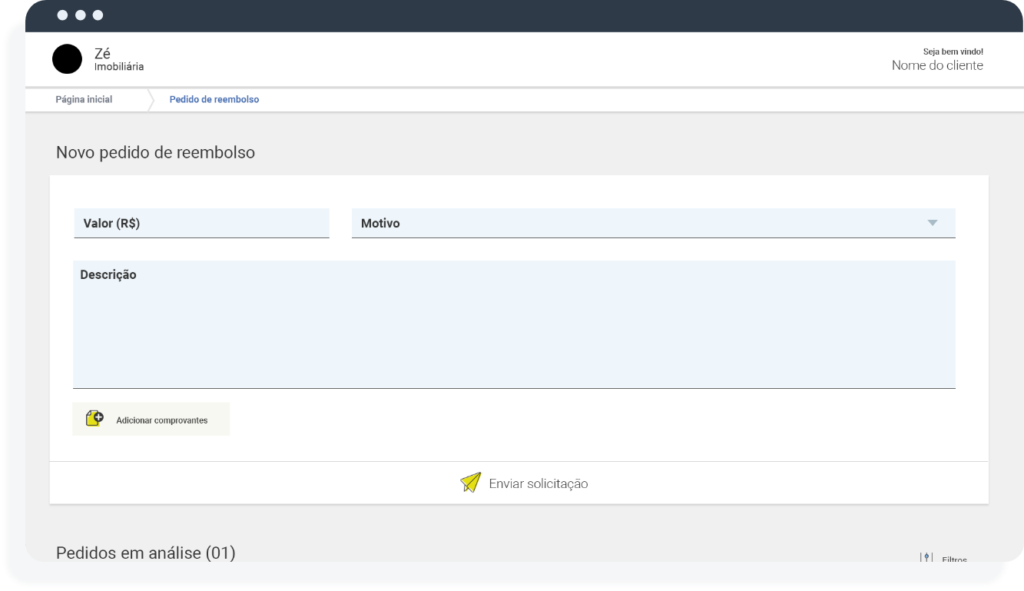 Zé
Imobiliária
Seja bem vindo!
Nome do cliente
Página inicial
Pedido de reembolso
Novo pedido de reembolso
Valor (R$)
Motivo
Descrição
Adicionar comprovantes
Enviar solicitação
Pedidos em análise (01)
Filtros